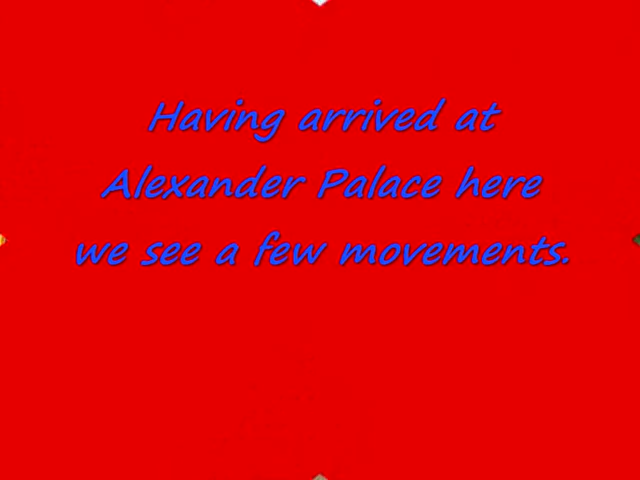 Having arrived at
Alexander Palace here
we see a few movements.